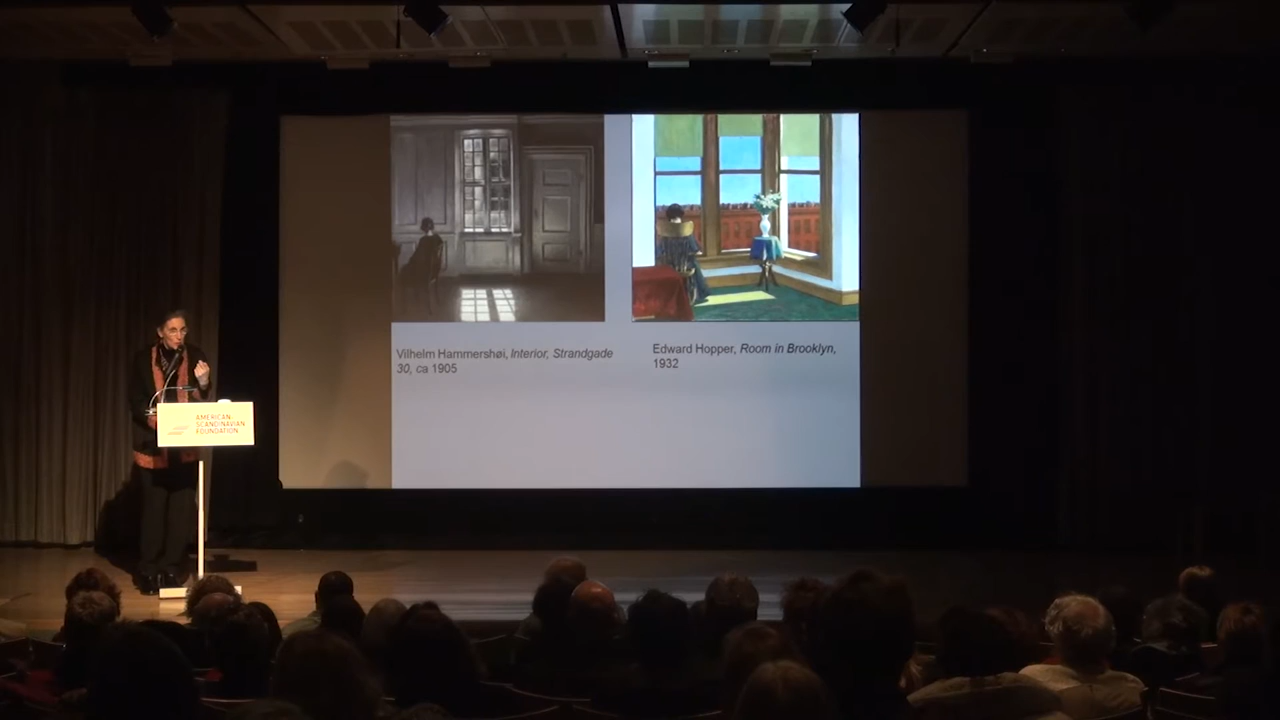 Vilhelm Hammershøi, Interior, Strandgade
30, ca 1905
Edward Hopper, Room in Brooklyn,
1932
AMERICAN
SCANDINAVIAN
FOUNDATION